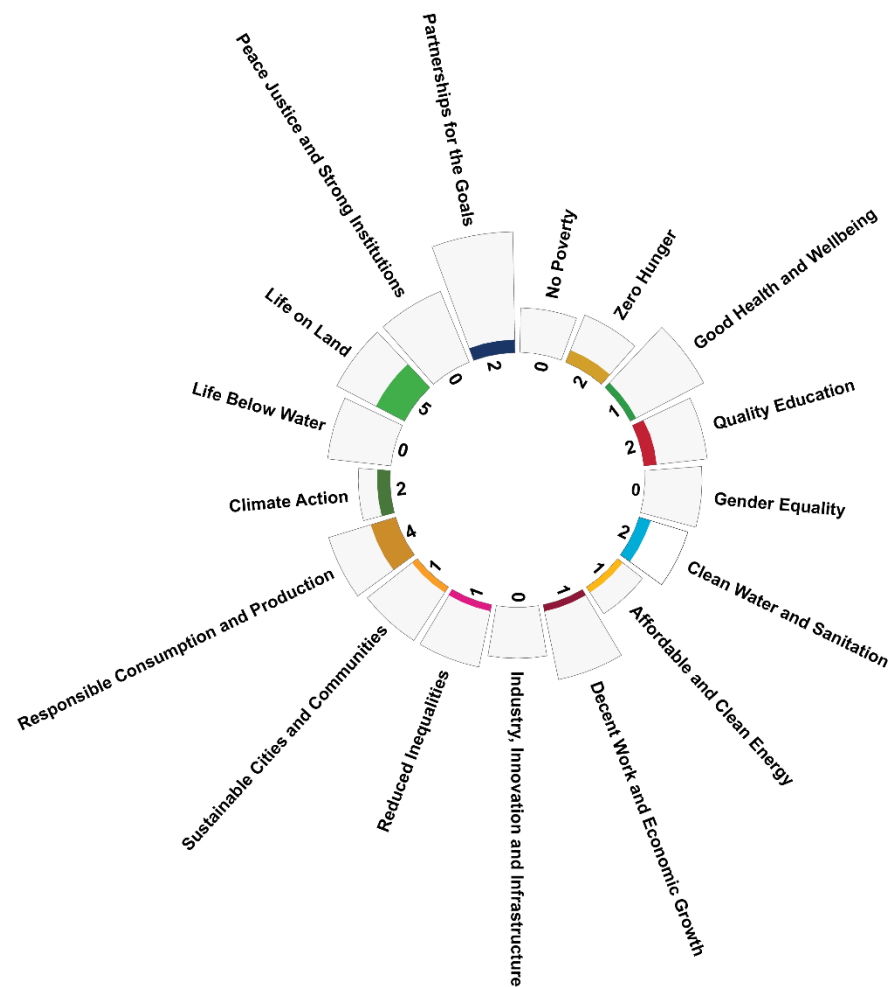 No Poverty
0
Zero Hunger
2
Good Health and Wellbeing
1
Quality Education
2
Gender Equality
0
Clean Water and Sanitation
2
Affordable and Clean Energy
1
Decent Work and Economic Growth
1
Industry, Innovation and Infrastructure
0
Reduced Inequalities
1
Sustainable Cities and Communities
1
Responsible Consumption and Production
4
Climate Action
2
Life Below Water
0
Life on Land
5
Peace Justice and Strong Institutions
0
Partnerships for the Goals
2